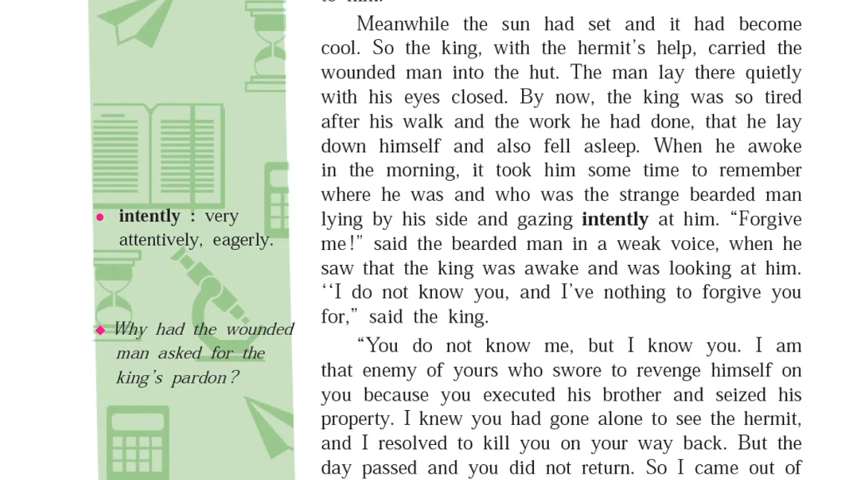 to him.
Meanwhile the sun had set and it had become
cool. So the king, with the hermit's help, carried the
wounded man into the hut. The man lay there quietly
with his eyes closed. By now, the king was so tired
after his walk and the work he had done, that he lay
down himself and also fell asleep. When he awoke
in the morning, it took him some time to remember
where he was and who was the strange bearded man
lying by his side and gazing intently at him. “Forgive
me!” said the bearded man in a weak voice, when he
saw that the king was awake and was looking at him.
‘‘I do not know you, and I’ve nothing to forgive you
for,” said the king.
“You do not know me, but I know you. I am
that enemy of yours who swore to revenge himself on
you because you executed his brother and seized his
property. I knew you had gone alone to see the hermit,
and I resolved to kill you on your way back. But the
day passed and you did not return. So I came out of
• intently : very
attentively, eagerly.
◆ Why had the wounded
man asked for the
king’s pardon?